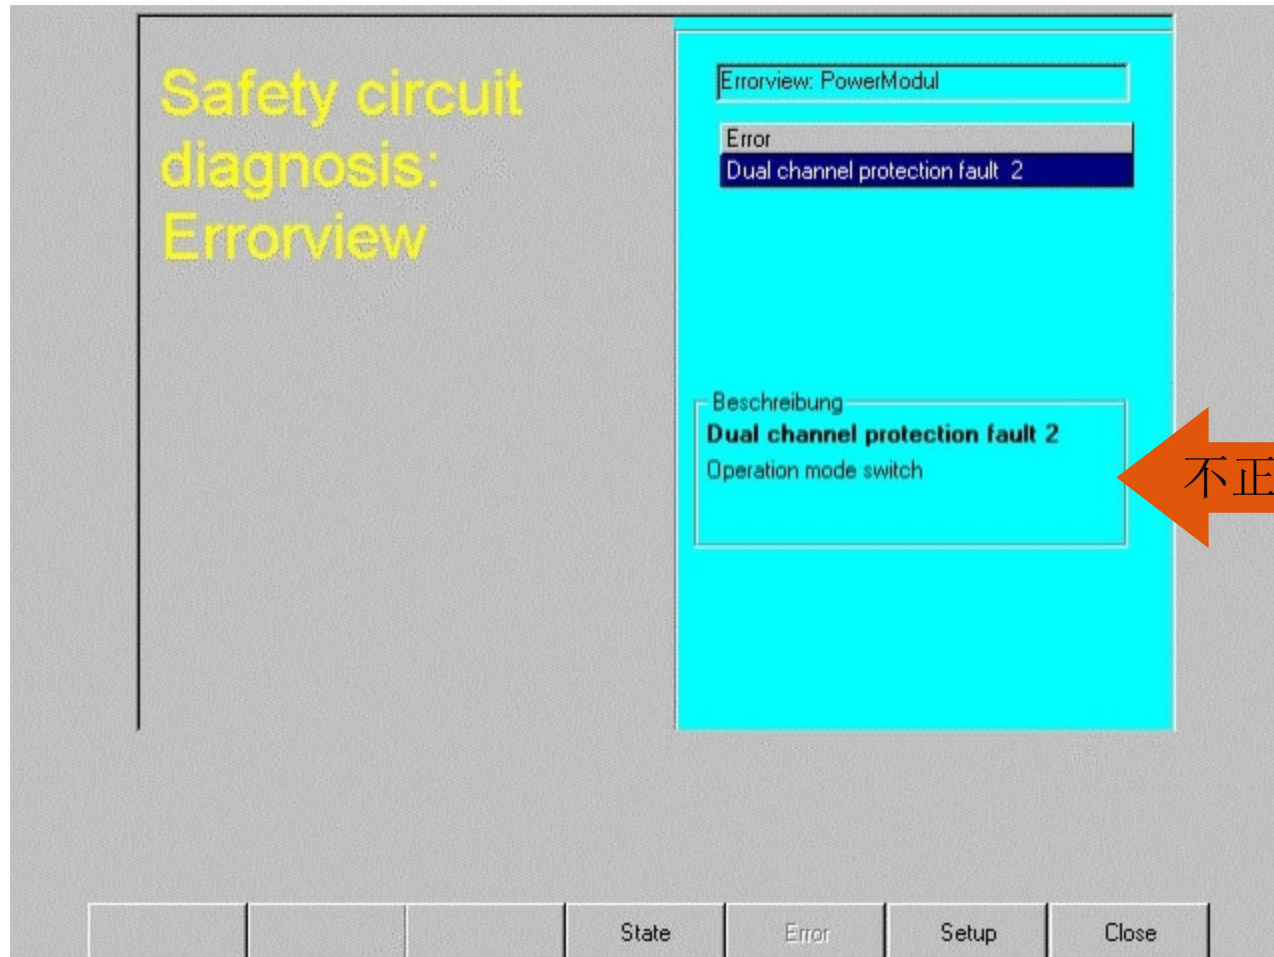 Safety circuit
diagnosis:
Errorview
Errorview: PowerModul
Error
Dual channel protection fault 2
Beschreibung
Dual channel protection fault 2
Operation mode switch
不正
State
Error
Setup
Close